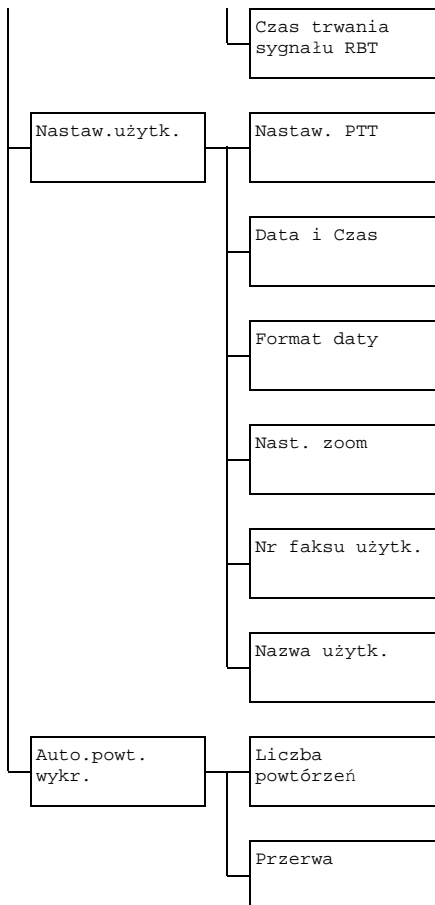 Czas trwania
sygnału RBT
Nastaw.użytk.
Nastaw. PTT
Data i Czas
Format daty
Nast. zoom
Nr faksu użytk.
Nazwa użytk.
Auto.powt.
wykr.
Liczba
powtórzeń
Przerwa